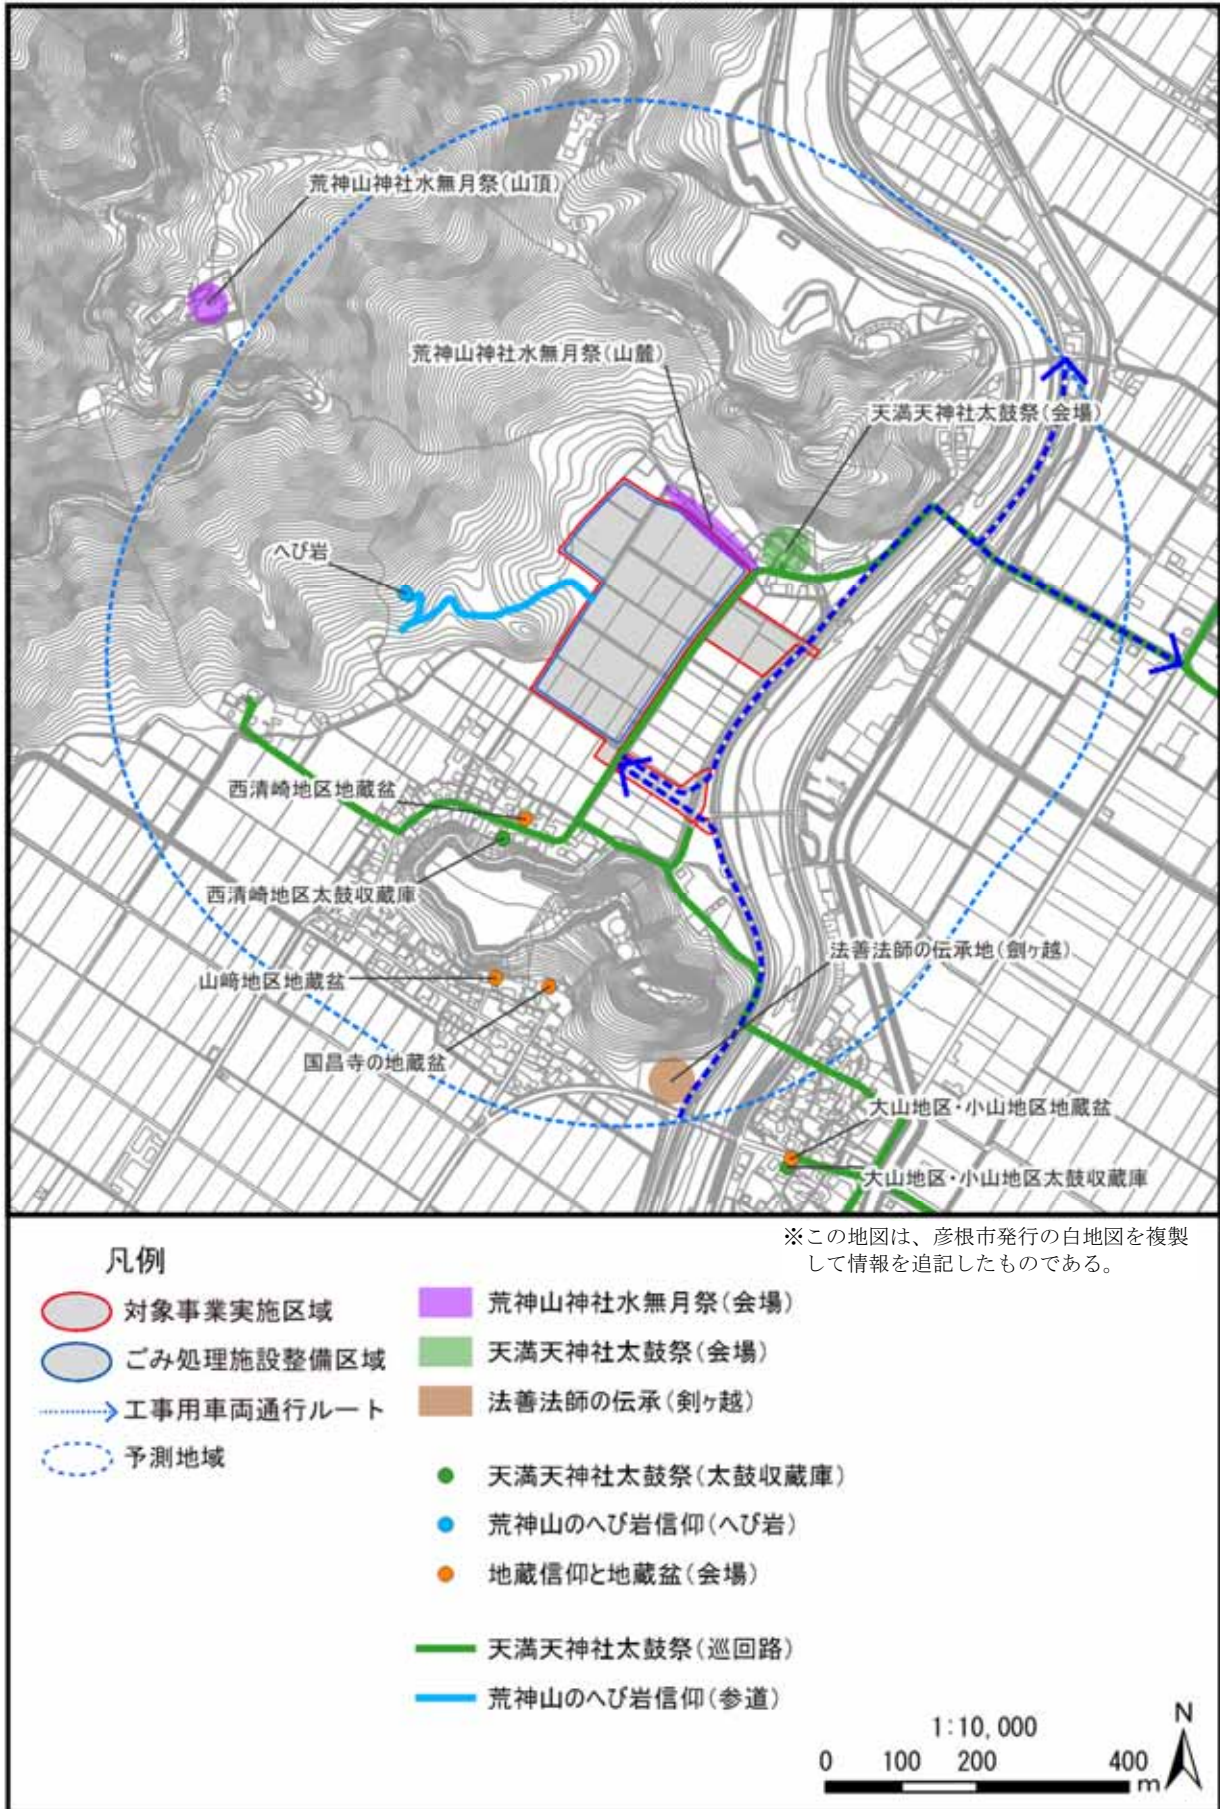 荒神山神社水無月祭(山頂)
荒神山神社水無月祭(山麓)
天満天神社太鼓祭(会場)
へび岩
西清崎地区地蔵盆
西清崎地区太鼓収蔵庫
法善法師の伝承地(劍ヶ越)
山﨑地区地蔵盆
国昌寺の地蔵盆
大山地区・小山地区地蔵盆
大山地区・小山地区太鼓収蔵庫
※この地図は、彦根市発行の白地図を複製
して情報を追記したものである。
凡例
対象事業実施区域
ごみ処理施設整備区域
工事用車両通行ルート
予測地域
荒神山神社水無月祭(会場)
天満天神社太鼓祭(会場)
法善法師の伝承(剣ヶ越)
天満天神社太鼓祭(太鼓収蔵庫)
荒神山のへび岩信仰(へび岩)
地蔵信仰と地蔵盆(会場)
天満天神社太鼓祭(巡回路)
荒神山のへび岩信仰(参道)
1:10,000
0 100 200 400
m
N